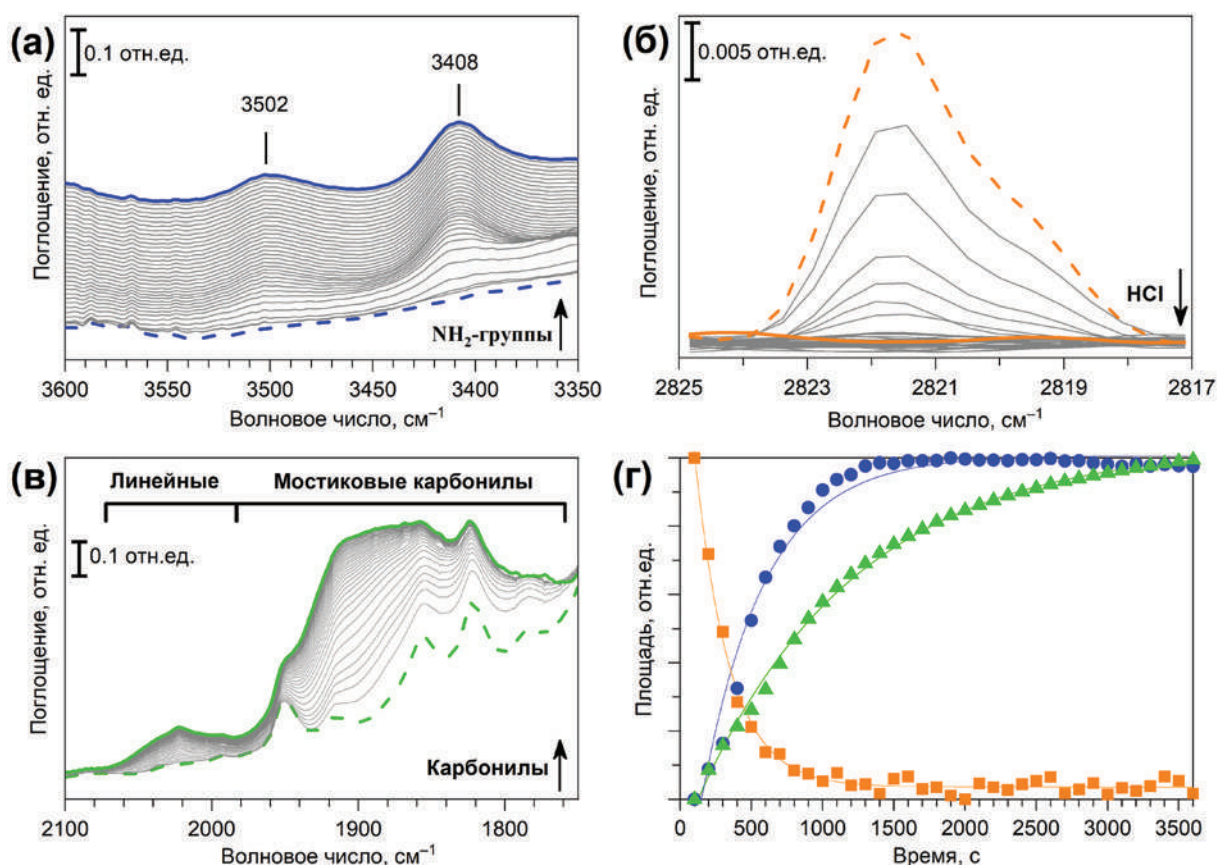 (а)
0.1 отн.ед.
3502
3408
Поглощение, отн. ед.
NH₂-группы
3600 3550 3500 3450 3400 3350
Волновое число, см⁻¹
(б)
0.005 отн. ед.
Поглощение, отн. ед.
HCl
2825 2823 2821 2819 2817
Волновое число, см⁻¹
(в)
Линейные Мостиковые карбонилы
0.1 отн.ед.
Поглощение, отн. ед.
Карбонилы
2100 2000 1900 1800
Волновое число, см⁻¹
(г)
Площадь, отн.ед.
0 500 1000 1500 2000 2500 3000 3500
Время, с